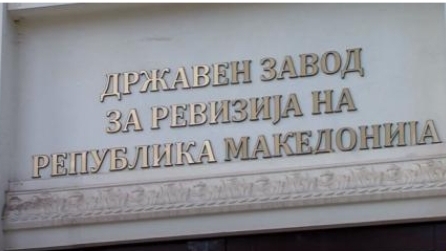 ДРЖАВЕН ЗАВОД
ЗА РЕВИЗИЈА НА
РЕПУБЛИКА МАКЕДОНИЈА